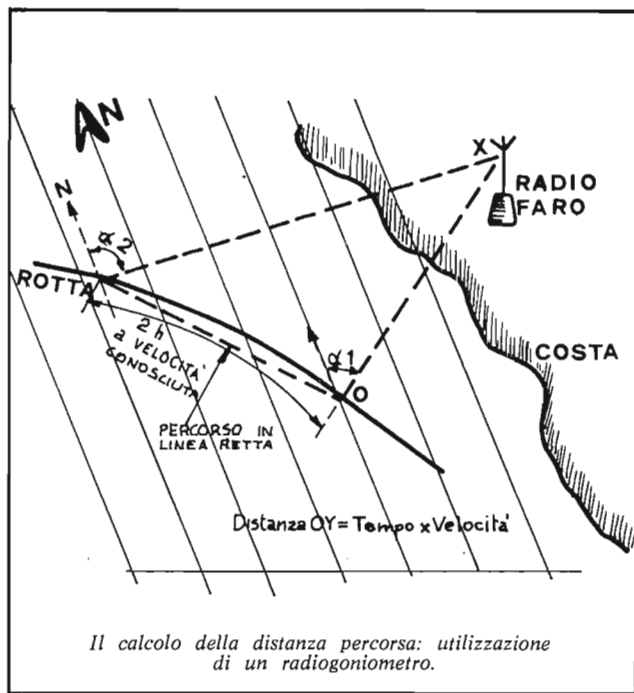 N
N
α2
X
RADIO
FARO
ROTTA
2 h
a VELOCITÀ
CONOSCIUTA
α1
O
COSTA
PERCORSO IN
LINEA RETTA
Distanza OY = Tempo x Velocità
Il calcolo della distanza percorsa: utilizzazione
di un radiogoniometro.